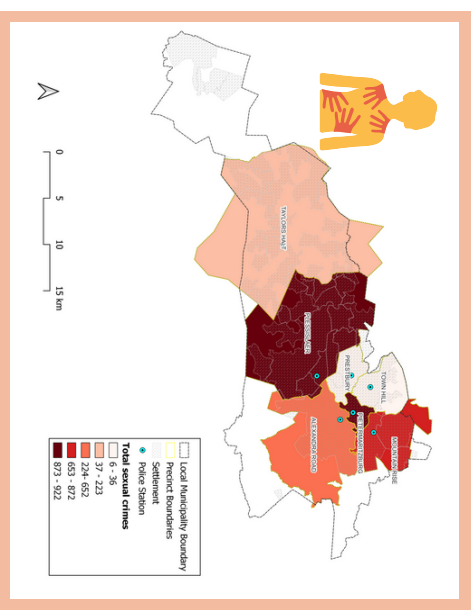 TAYLORS HALT
PLESSISLAER
PRESTBURY
TOWN HILL
PIETERMARITZBURG
MOUNTAIN RISE
ALEXANDRA ROAD
0 5 10 15 km
Local Municipality Boundary
Precinct Boundaries
Settlement
Police Station
Total sexual crimes
6 - 36
37 - 223
224- 652
653 - 872
873 - 922